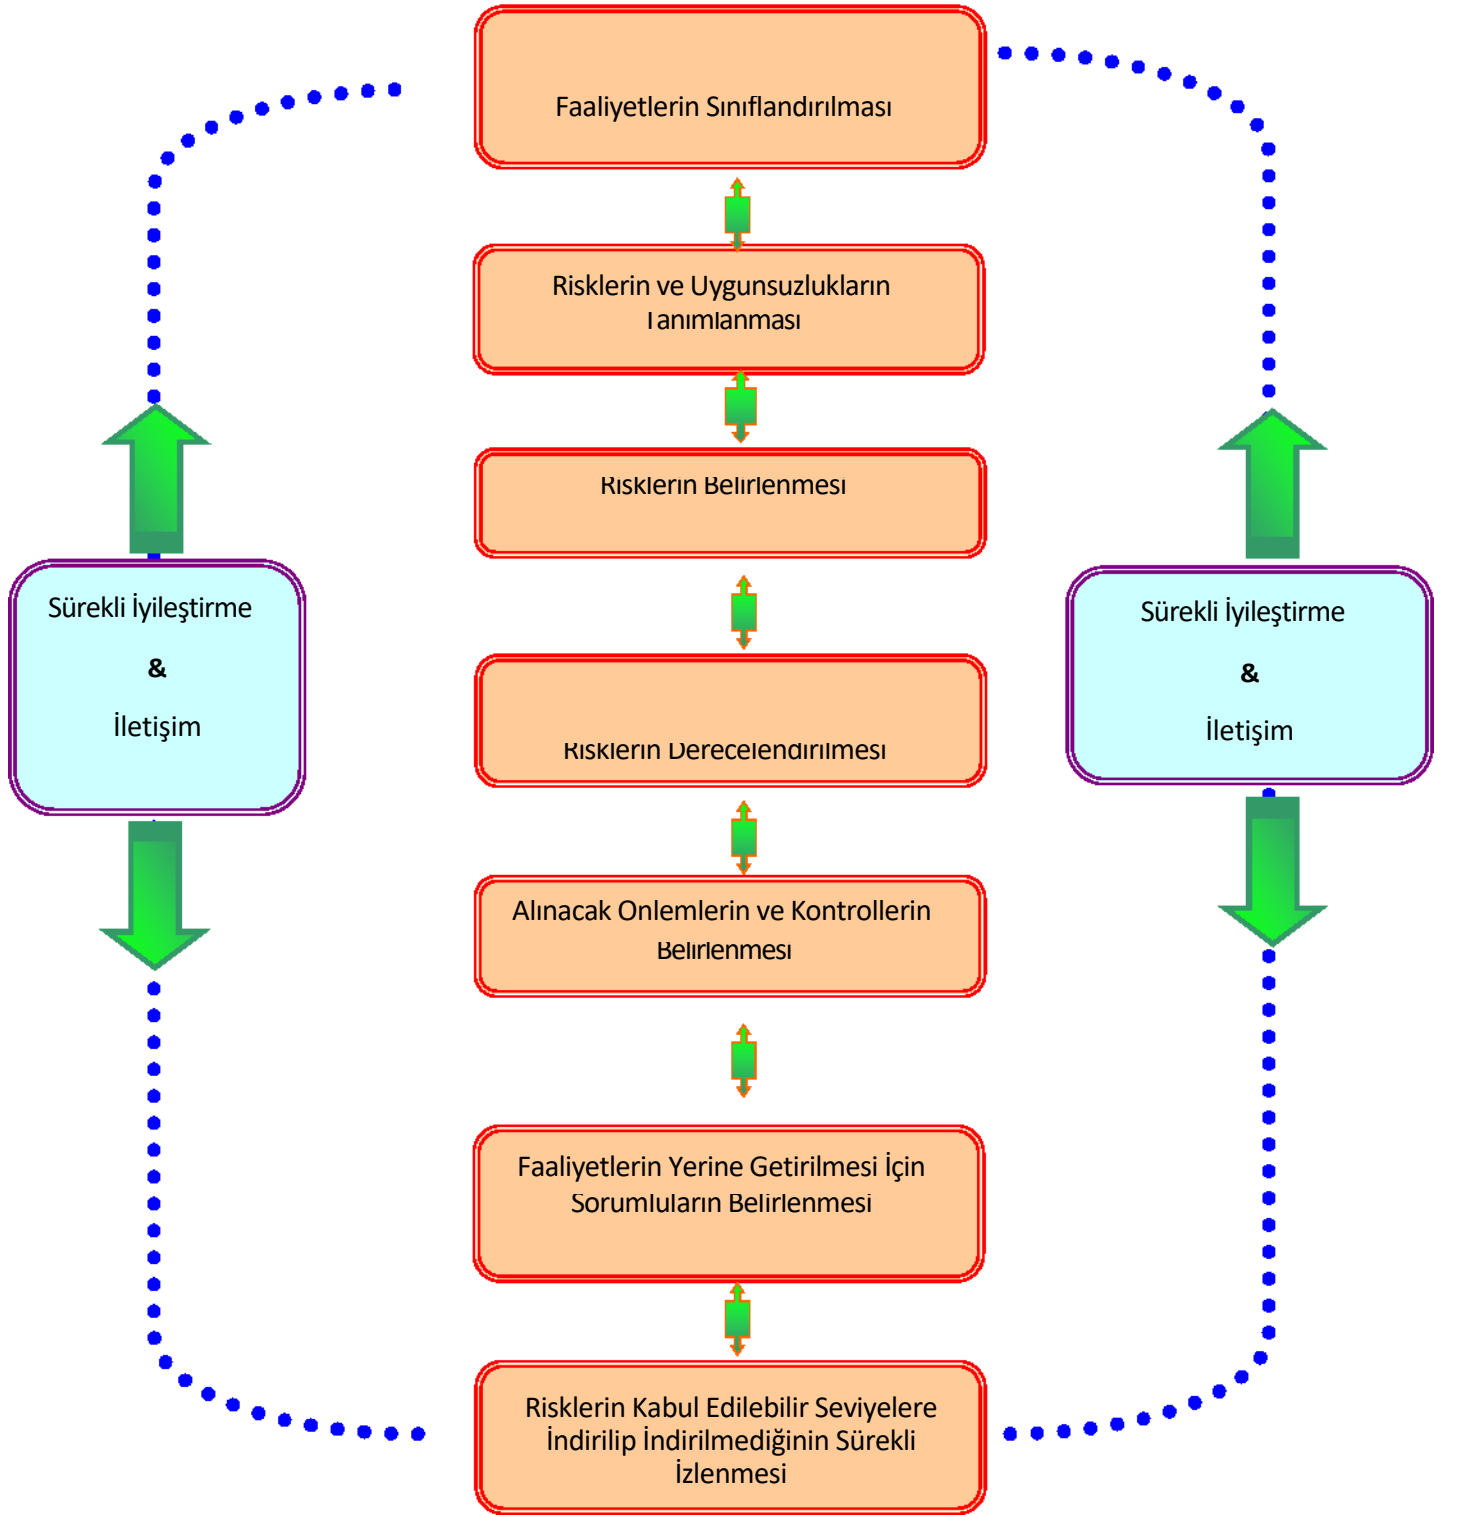 Faaliyetlerin Sınıflandırılması
Risklerin ve Uygunsuzlukların
Tanımlanması
Risklerin Belirlenmesi
Sürekli İyileştirme
&
İletişim
Sürekli İyileştirme
&
İletişim
Risklerin Derecelendirilmesi
Alınacak Önlemlerin ve Kontrollerin
Belirlenmesi
Faaliyetlerin Yerine Getirilmesi İçin
Sorumluların Belirlenmesi
Risklerin Kabul Edilebilir Seviyelere
İndirilip İndirilmediğinin Sürekli
İzlenmesi